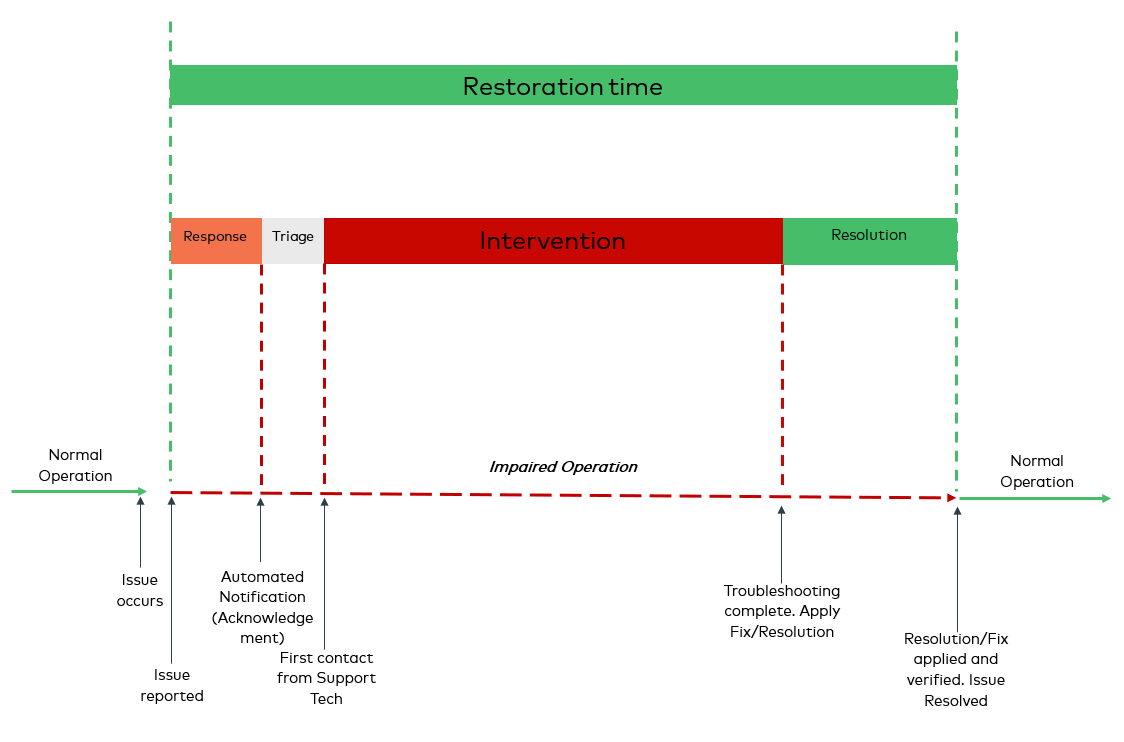 Restoration time
Response
Triage
Intervention
Resolution
Normal
Operation
Impaired Operation
Normal
Operation
Issue
occurs
Issue
reported
Automated
Notification
(Acknowledge
ment)
First contact
from Support
Tech
Troubleshooting
complete. Apply
Fix/Resolution
Resolution/Fix
applied and
verified. Issue
Resolved